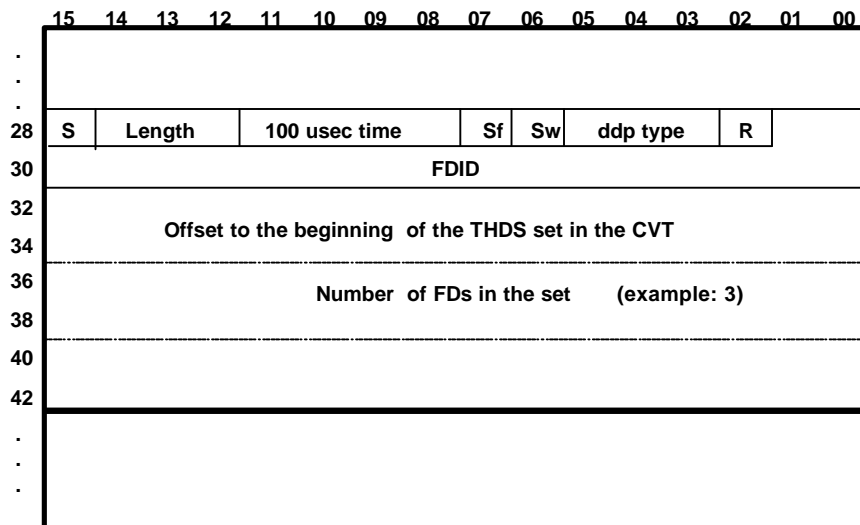 15 14 13 12 11 10 09 08 07 06 05 04 03 02 01 00
.
.
.
28 S Length 100 usec time Sf Sw ddp type R
30 FDID
32
Offset to the beginning of the THDS set in the CVT
34
36
Number of FDs in the set (example: 3)
38
40
42
.
.
.